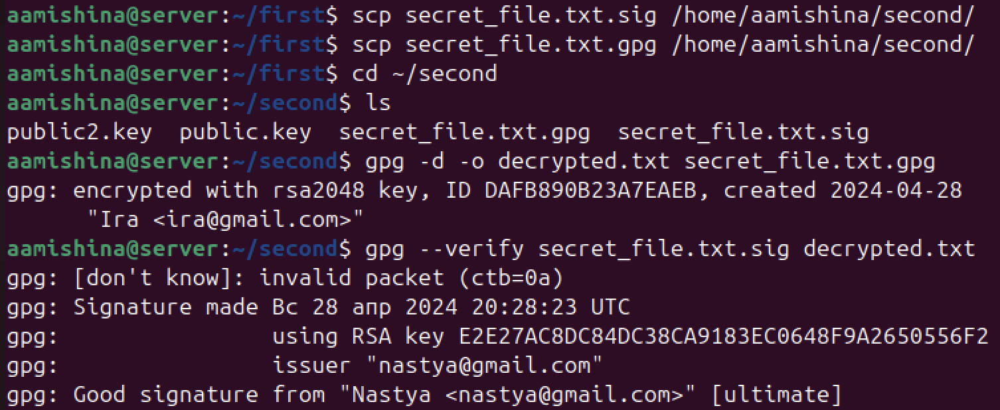 aamishina@server:~/first$ scp secret_file.txt.sig /home/aamishina/second/
aamishina@server:~/first$ scp secret_file.txt.gpg /home/aamishina/second/
aamishina@server:~/first$ cd ~/second
aamishina@server:~/second$ ls
public2.key  public.key  secret_file.txt.gpg  secret_file.txt.sig
aamishina@server:~/second$ gpg -d -o decrypted.txt secret_file.txt.gpg
gpg: encrypted with rsa2048 key, ID DAFB890B23A7EAEB, created 2024-04-28
      "Ira <ira@gmail.com>"
aamishina@server:~/second$ gpg --verify secret_file.txt.sig decrypted.txt
gpg: [don't know]: invalid packet (ctb=0a)
gpg: Signature made Вс 28 апр 2024 20:28:23 UTC
gpg:                using RSA key E2E27AC8DC84DC38CA9183EC0648F9A2650556F2
gpg:                issuer "nastya@gmail.com"
gpg: Good signature from "Nastya <nastya@gmail.com>" [ultimate]